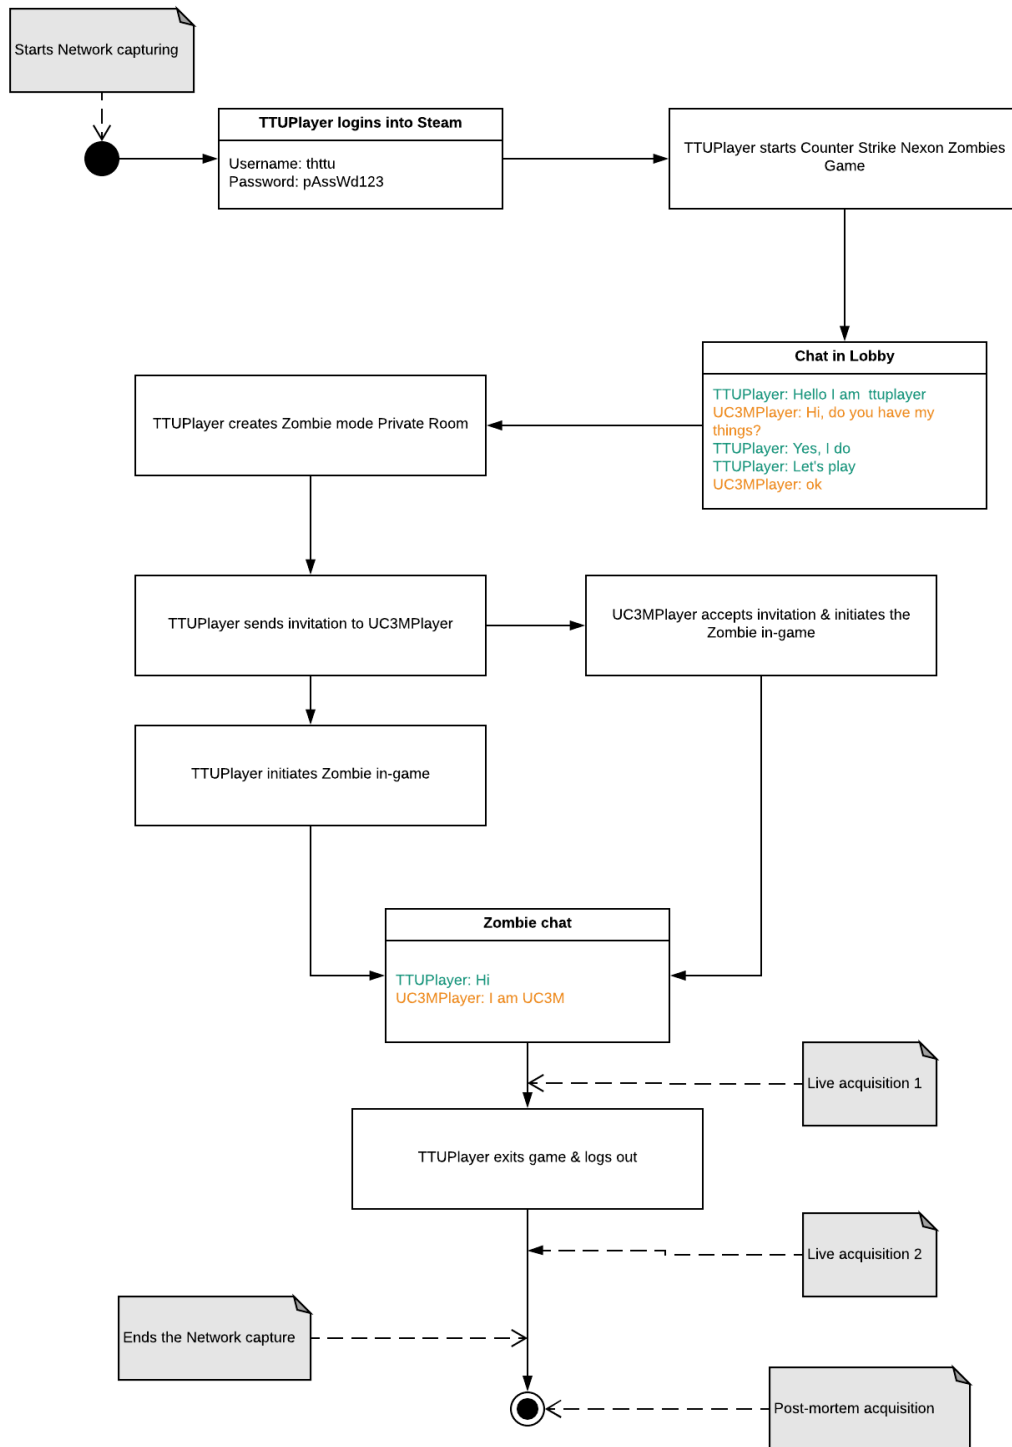 Starts Network capturing
TTUPlayer logins into Steam
Username: thttu
Password: pAssWd123
TTUPlayer starts Counter Strike Nexon Zombies
Game
Chat in Lobby
TTUPlayer: Hello I am  ttuplayer
UC3MPlayer: Hi, do you have my
things?
TTUPlayer: Yes, I do
TTUPlayer: Let's play
UC3MPlayer: ok
TTUPlayer creates Zombie mode Private Room
TTUPlayer sends invitation to UC3MPlayer
UC3MPlayer accepts invitation & initiates the
Zombie in-game
TTUPlayer initiates Zombie in-game
Zombie chat
TTUPlayer: Hi
UC3MPlayer: I am UC3M
Live acquisition 1
TTUPlayer exits game & logs out
Live acquisition 2
Ends the Network capture
Post-mortem acquisition